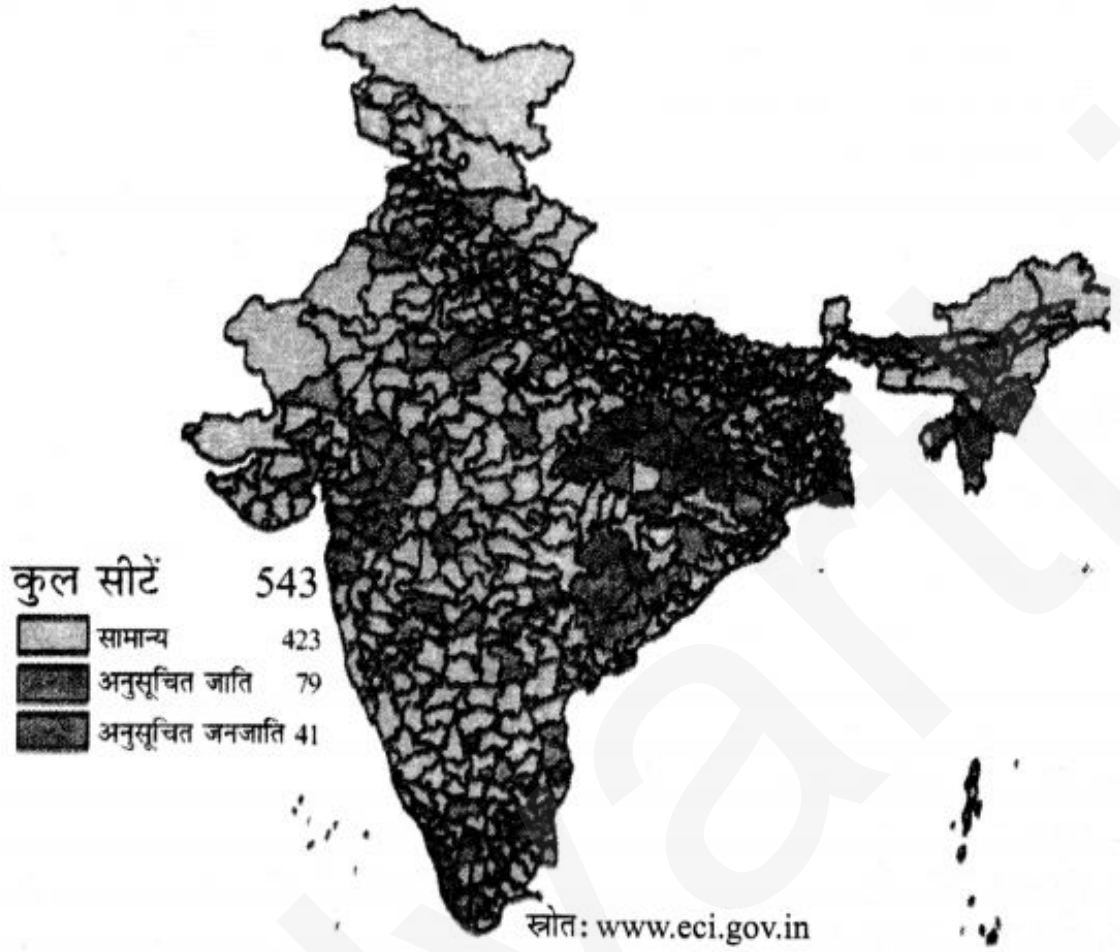 कुल सीटें 543
सामान्य 423
अनुसूचित जाति 79
अनुसूचित जनजाति 41
स्रोत: www.eci.gov.in